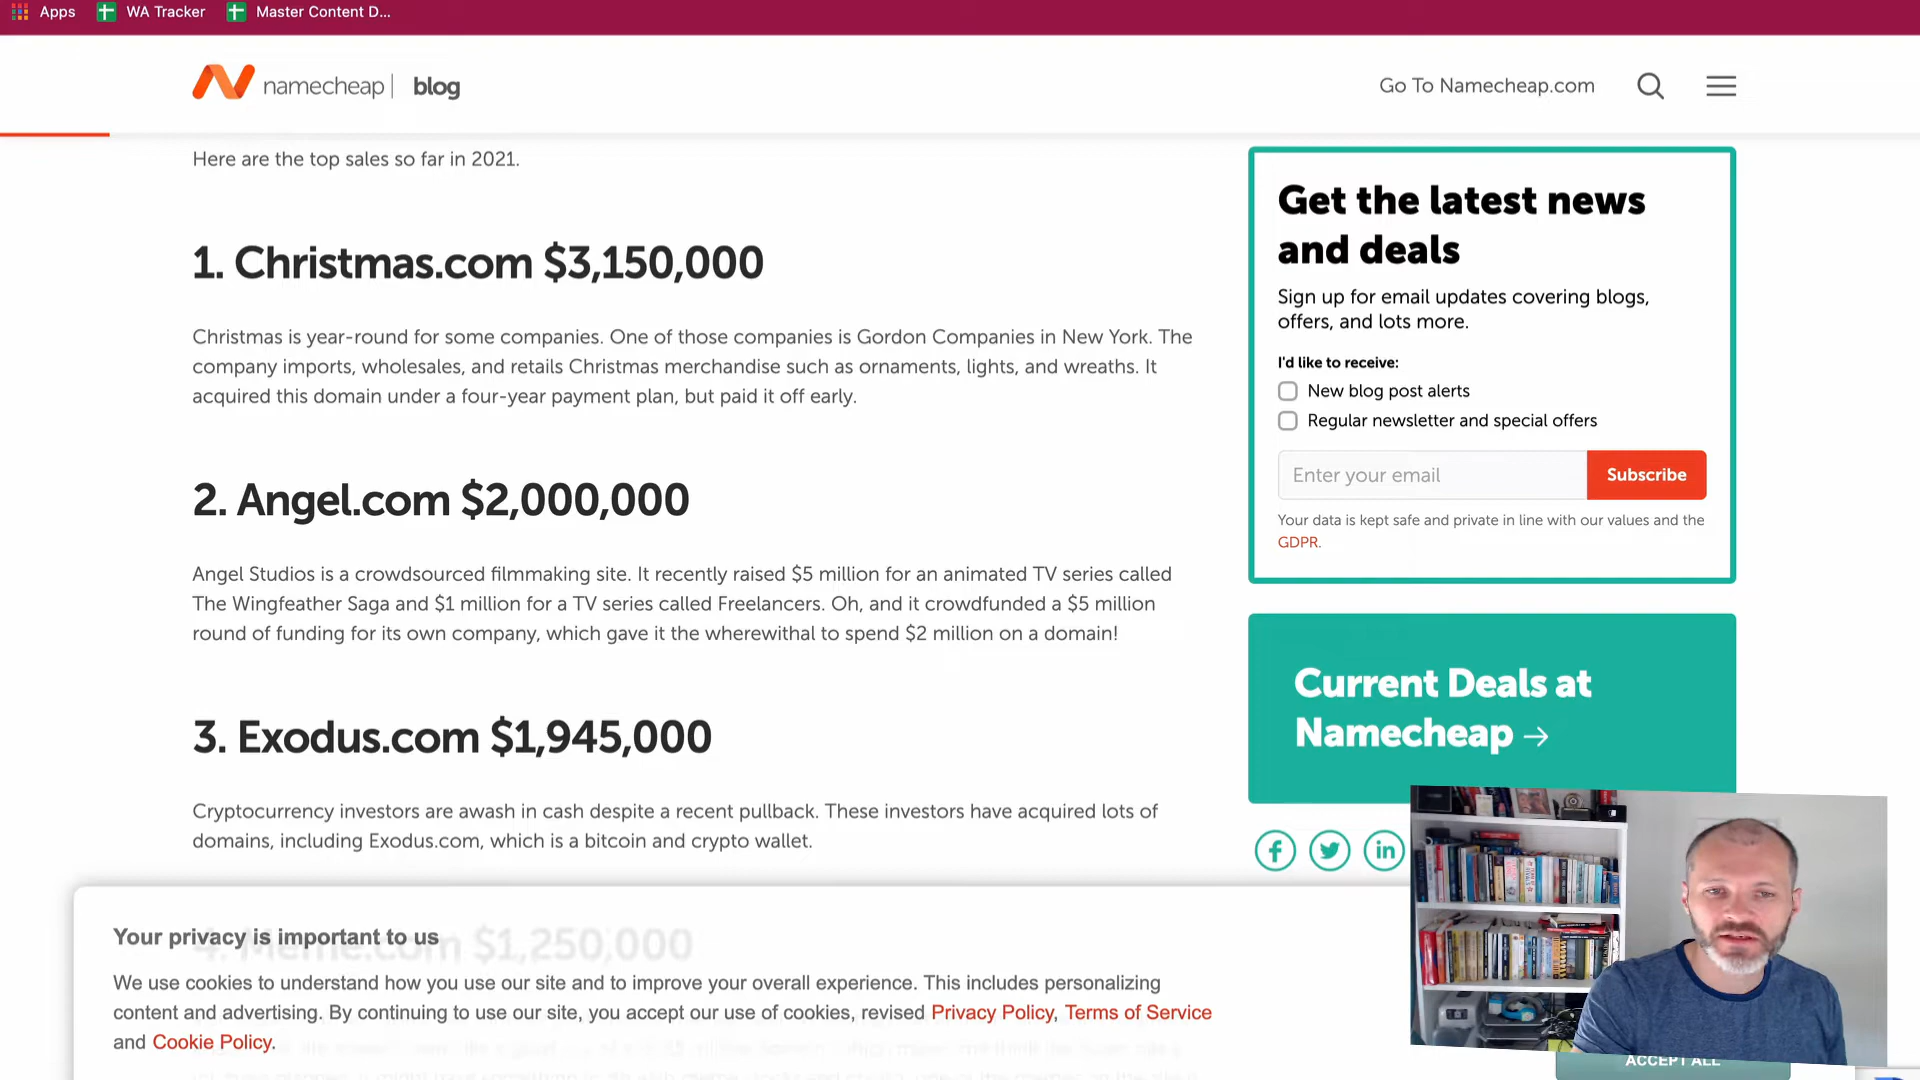 Apps
WA Tracker
Master Content D...
namecheap | blog
Go To Namecheap.com
Here are the top sales so far in 2021.
1. Christmas.com $3,150,000
Christmas is year-round for some companies. One of those companies is Gordon Companies in New York. The
company imports, wholesales, and retails Christmas merchandise such as ornaments, lights, and wreaths. It
acquired this domain under a four-year payment plan, but paid it off early.
2. Angel.com $2,000,000
Angel Studios is a crowdsourced filmmaking site. It recently raised $5 million for an animated TV series called
The Wingfeather Saga and $1 million for a TV series called Freelancers. Oh, and it crowdfunded a $5 million
round of funding for its own company, which gave it the wherewithal to spend $2 million on a domain!
3. Exodus.com $1,945,000
Cryptocurrency investors are awash in cash despite a recent pullback. These investors have acquired lots of
domains, including Exodus.com, which is a bitcoin and crypto wallet.
4. Meme.com $1,250,000
Your privacy is important to us
We use cookies to understand how you use our site and to improve your overall experience. This includes personalizing
content and advertising. By continuing to use our site, you accept our use of cookies, revised Privacy Policy, Terms of Service
and Cookie Policy.
Get the latest news
and deals
Sign up for email updates covering blogs,
offers, and lots more.
I'd like to receive:
New blog post alerts
Regular newsletter and special offers
Enter your email
Subscribe
Your data is kept safe and private in line with our values and the
GDPR.
Current Deals at
Namecheap →
ACCEPT ALL